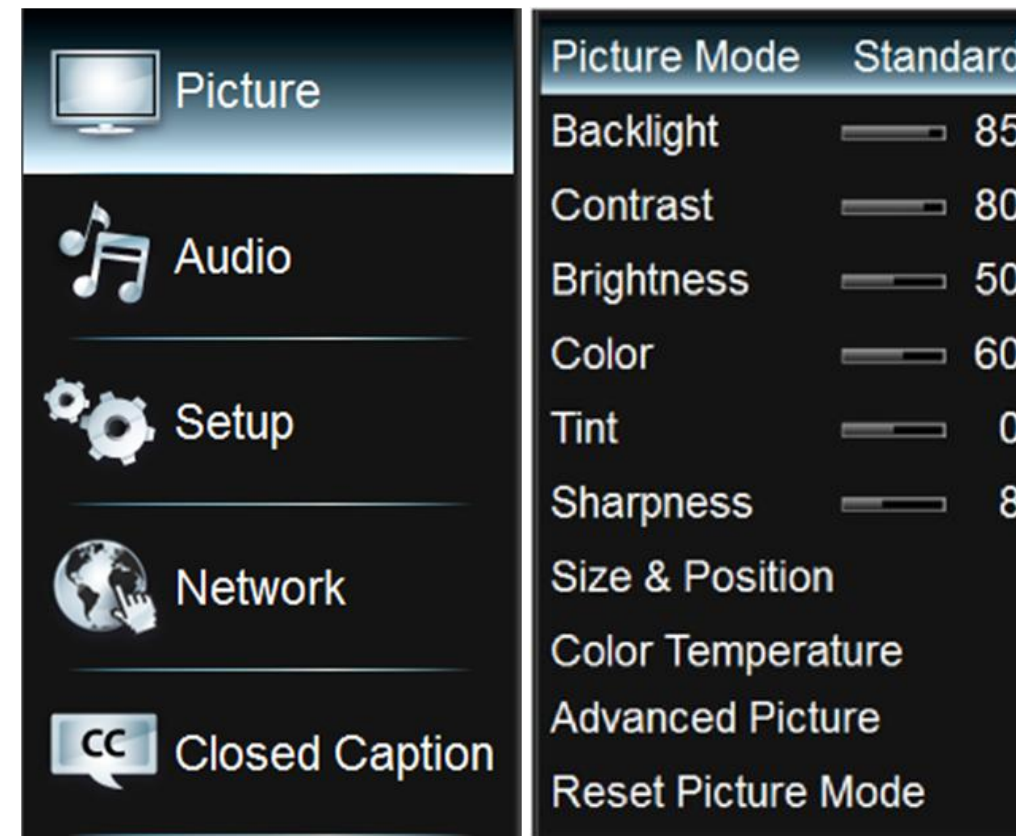 Picture
Audio
Setup
Network
CC Closed Caption
Picture Mode Standard
Backlight 85
Contrast 80
Brightness 50
Color 60
Tint 0
Sharpness 8
Size & Position
Color Temperature
Advanced Picture
Reset Picture Mode